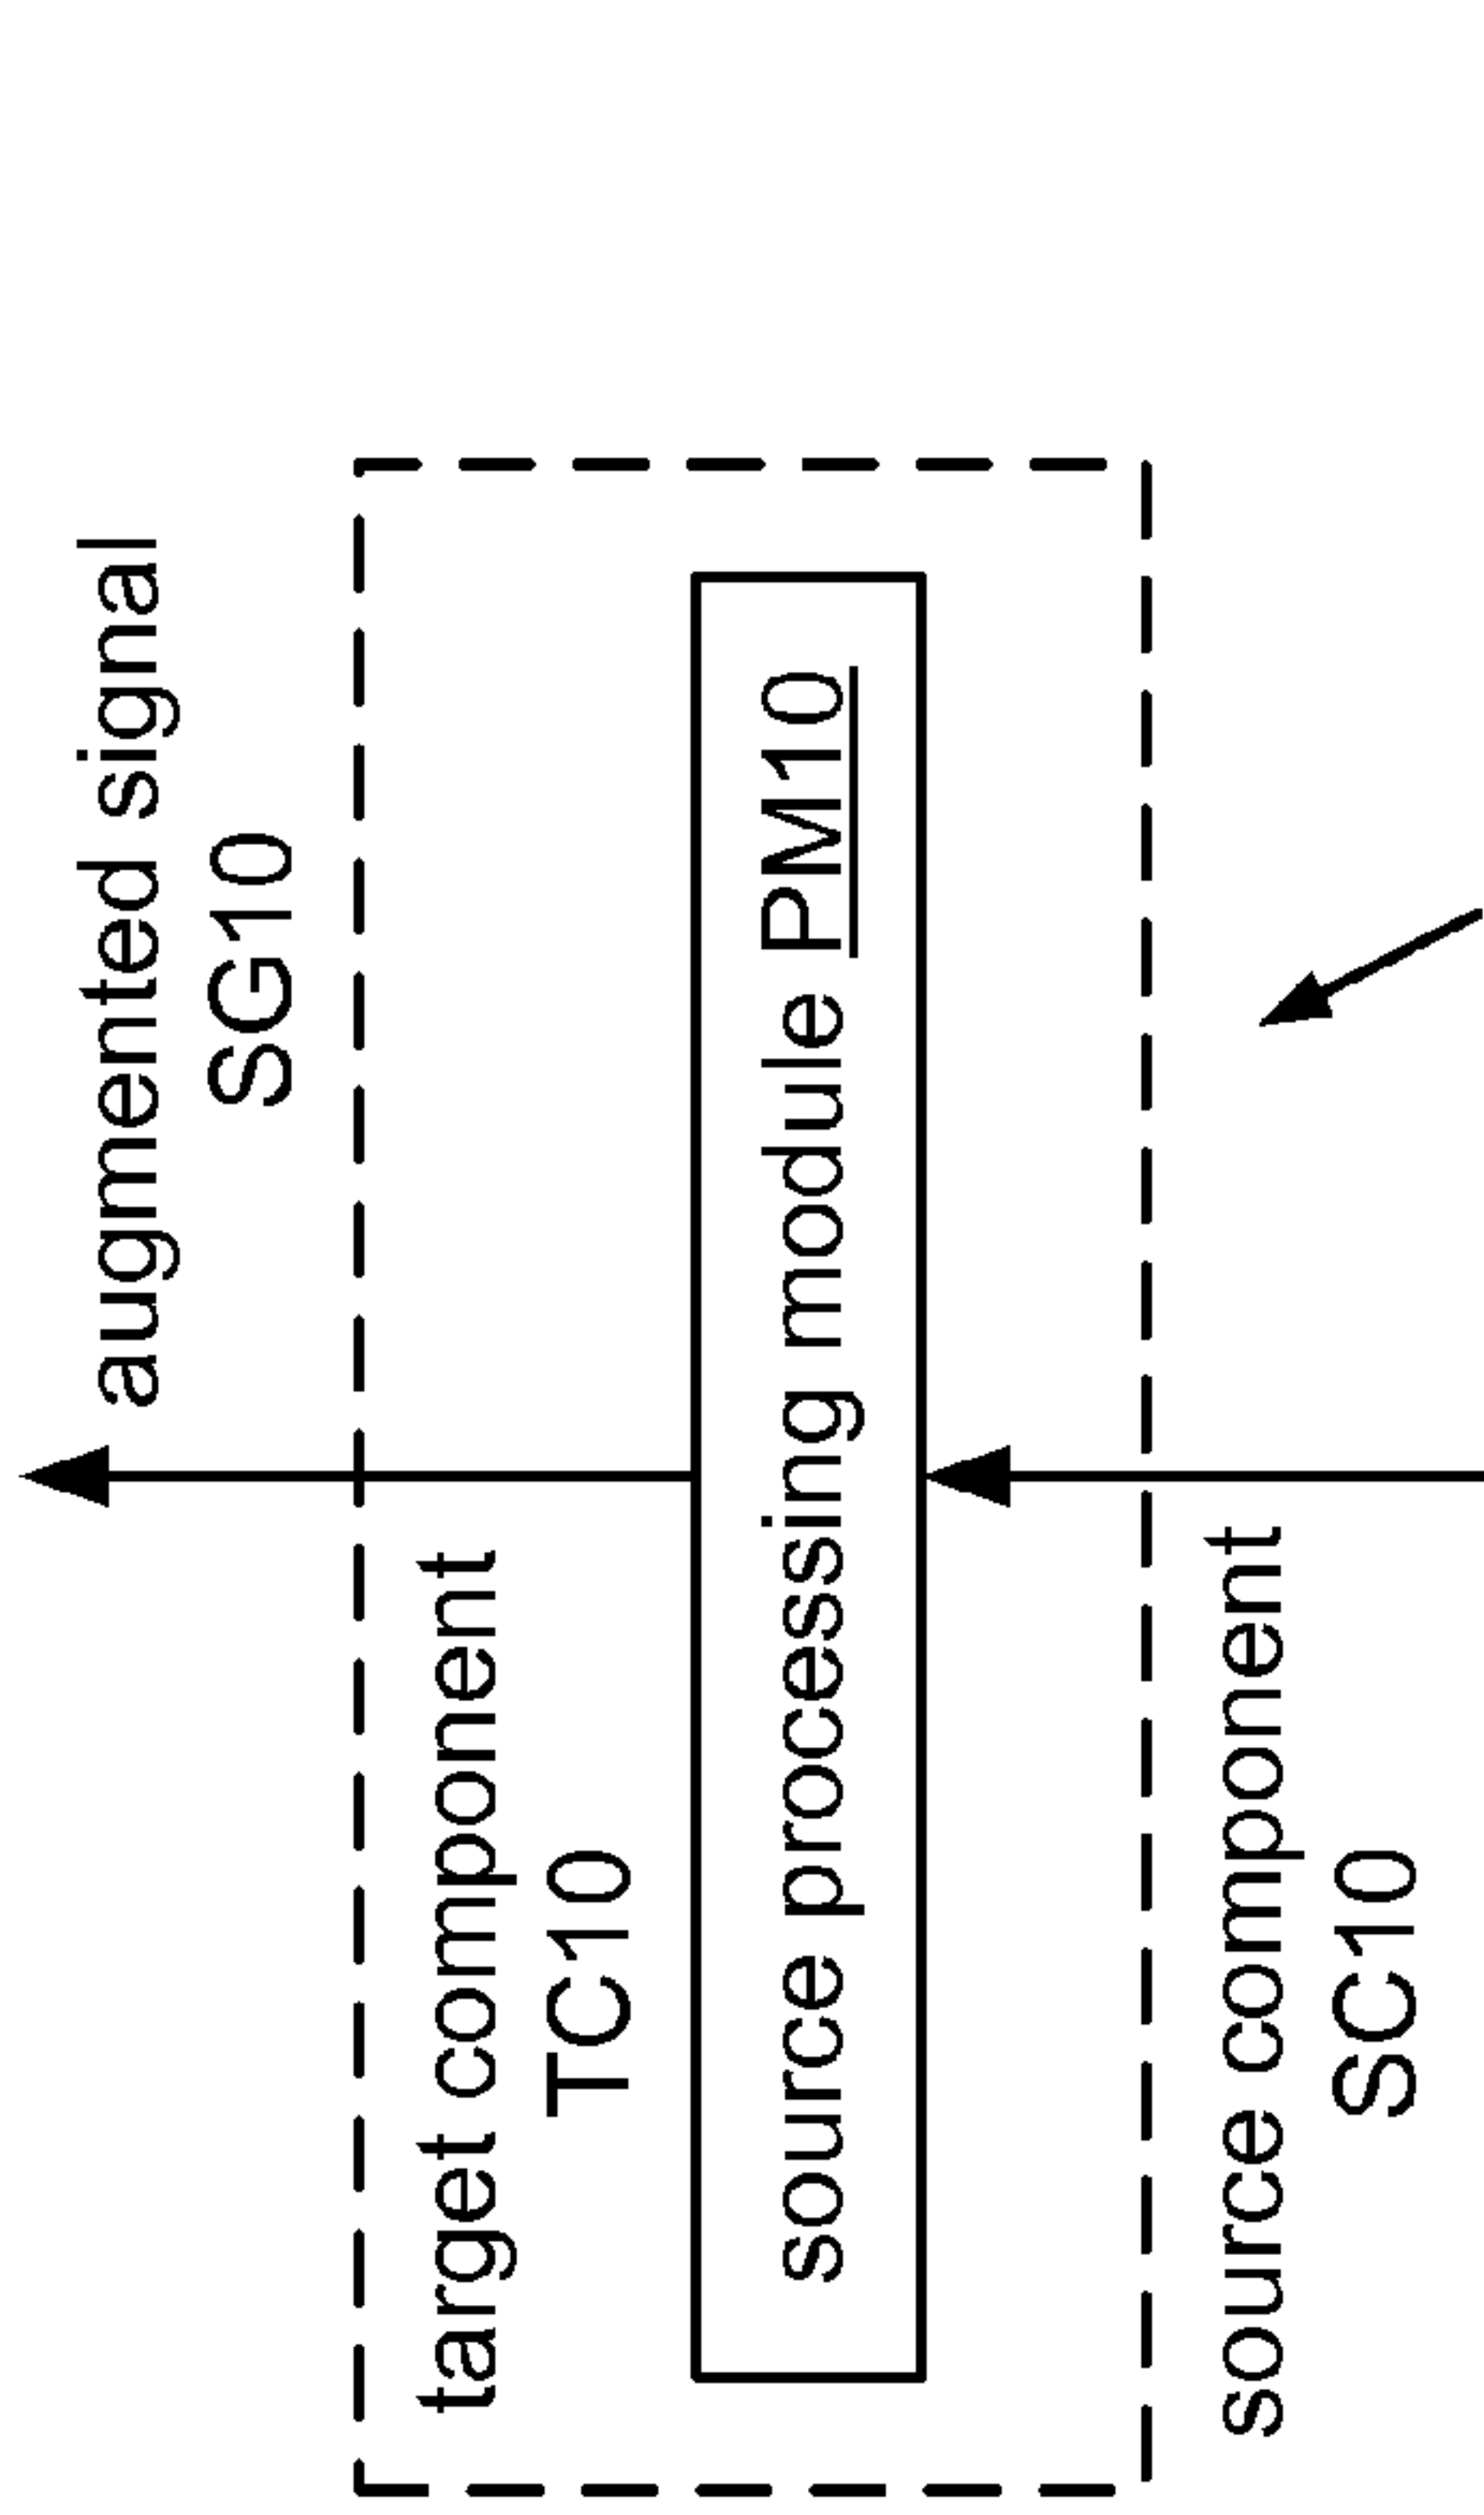 augmented signal
SG10
target component
TC10
source processing module PM10
source component
SC10